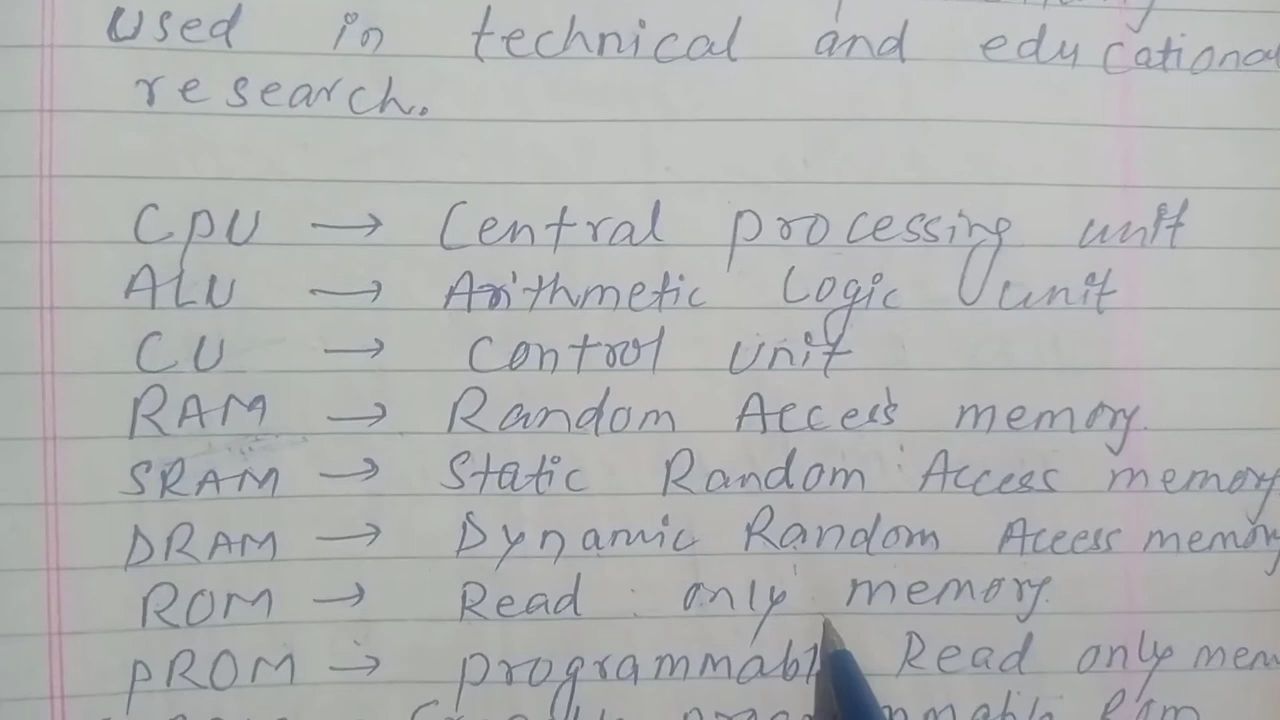 used in technical and educational
research.
CPU → Central processing unit
ALU → Arithmetic Logic unit
CU → Control unit
RAM → Random Access memory.
SRAM → Static Random Access memory
DRAM → Dynamic Random Access memory
ROM → Read only memory.
PROM → programmabl Read only mem